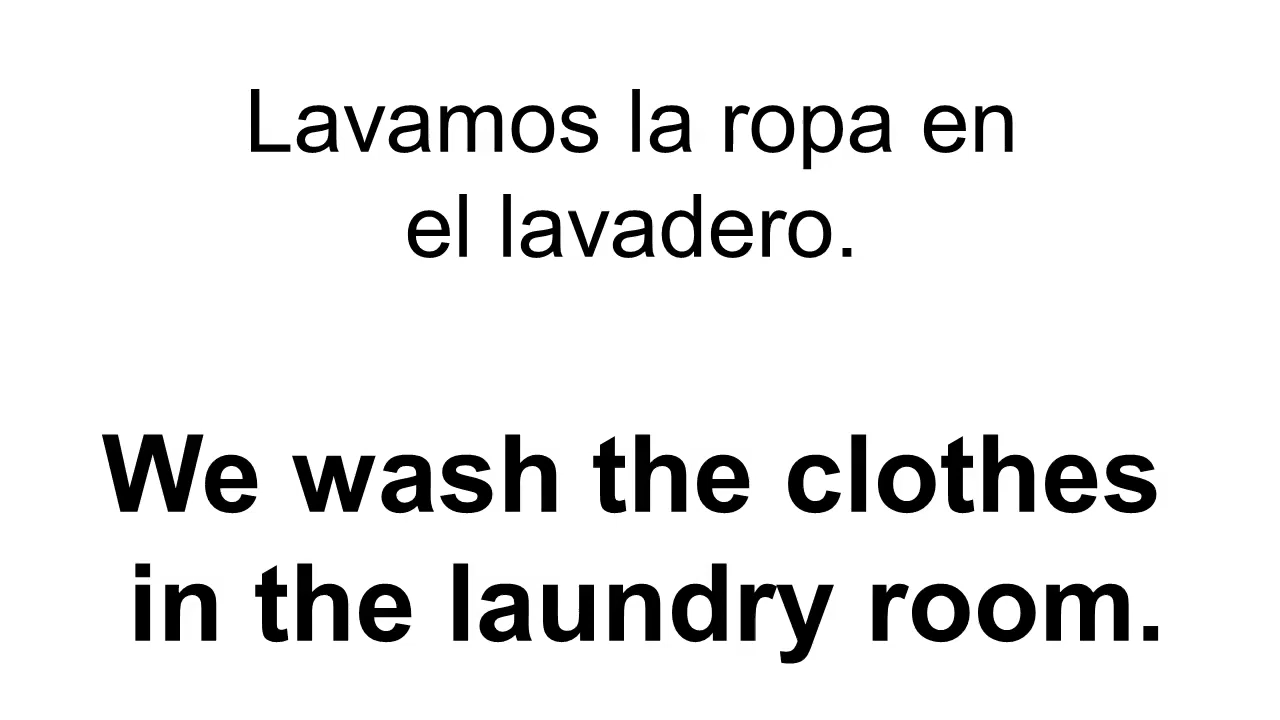 Lavamos la ropa en
el lavadero.
We wash the clothes
in the laundry room.